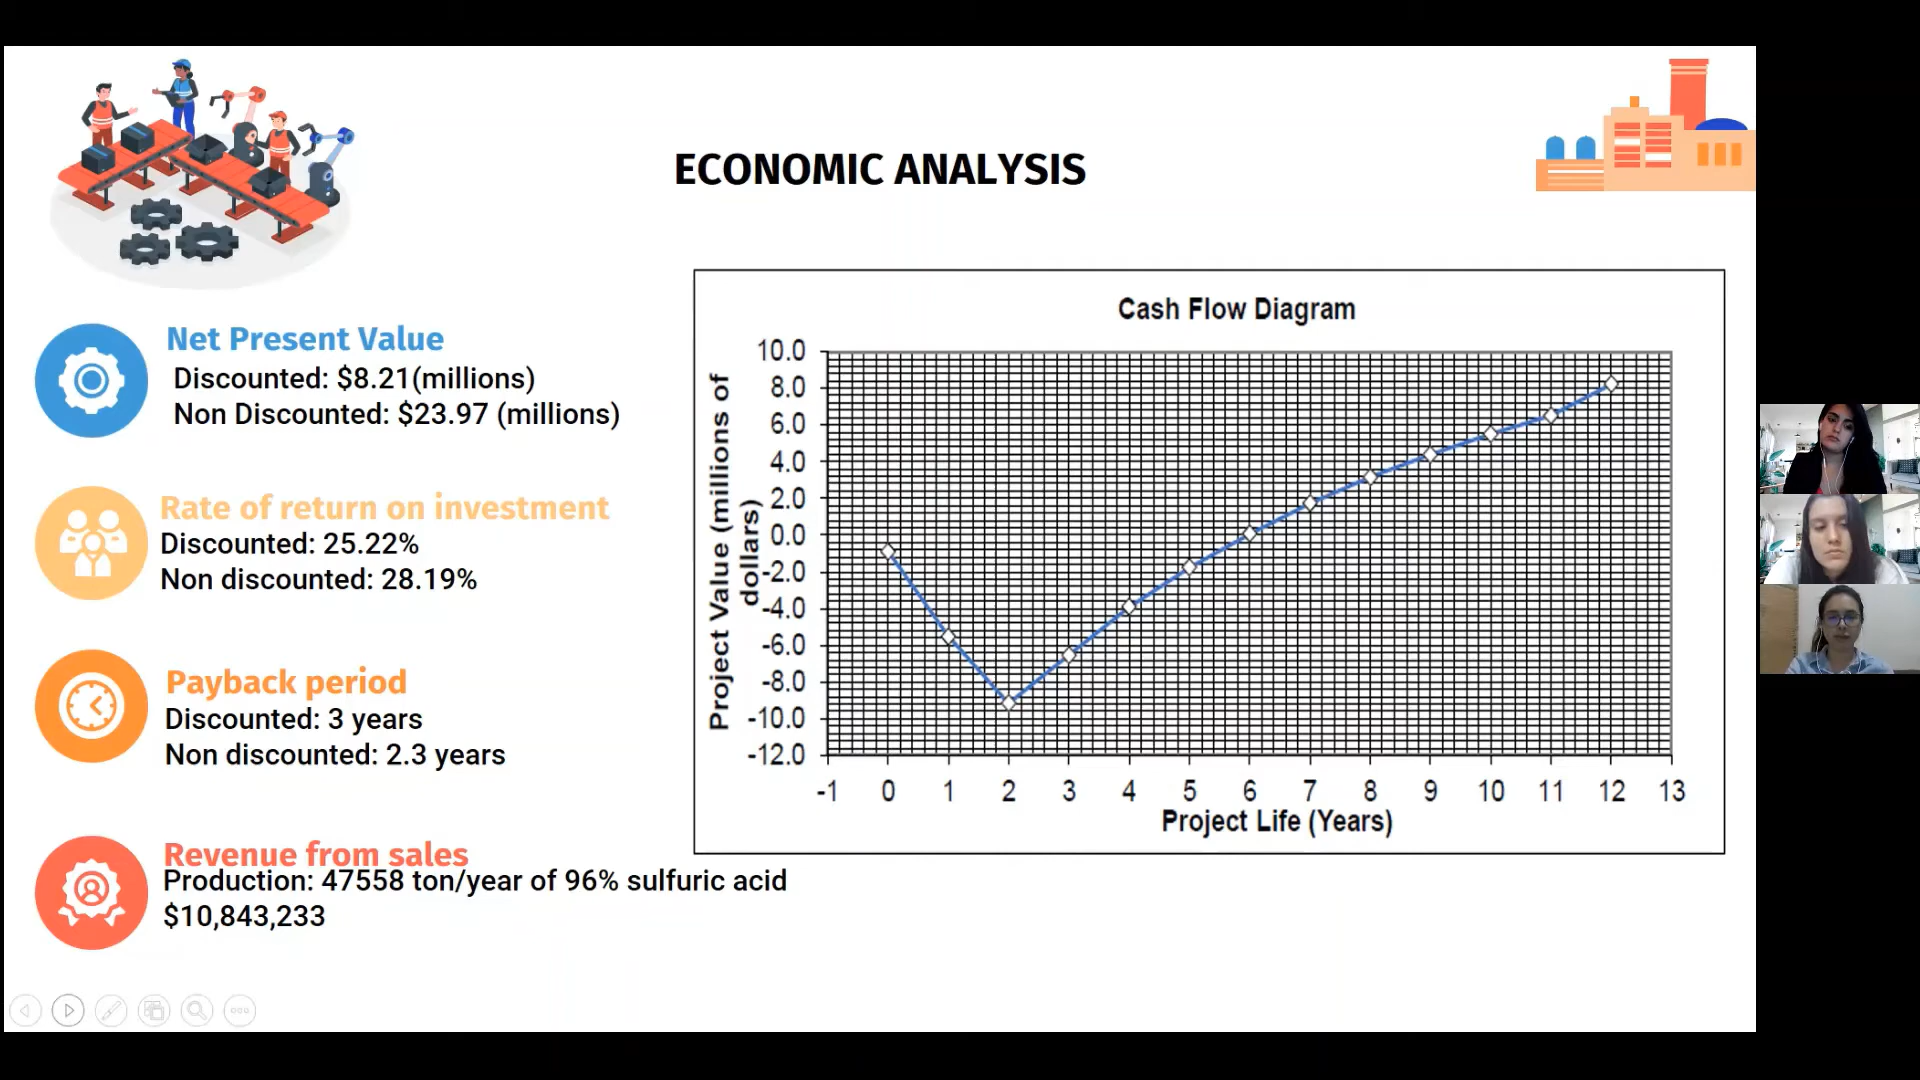 ECONOMIC ANALYSIS
Net Present Value
Discounted: $8.21(millions)
Non Discounted: $23.97 (millions)
Rate of return on investment
Discounted: 25.22%
Non discounted: 28.19%
Payback period
Discounted: 3 years
Non discounted: 2.3 years
Revenue from sales
Production: 47558 ton/year of 96% sulfuric acid
$10,843,233
Cash Flow Diagram
Project Value (millions of
dollars)
10.0
8.0
6.0
4.0
2.0
0.0
-2.0
-4.0
-6.0
-8.0
-10.0
-12.0
-1 0 1 2 3 4 5 6 7 8 9 10 11 12 13
Project Life (Years)